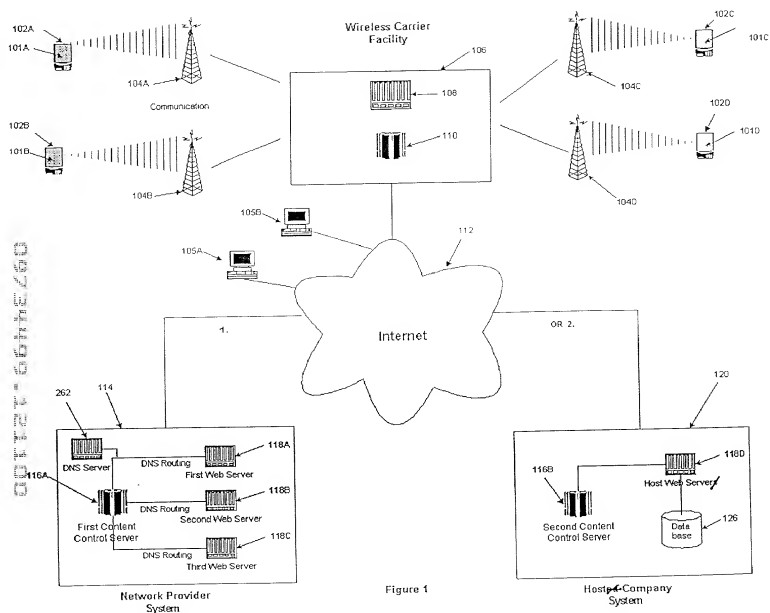 102A
101A
104A
Communication
102B
101B
104B
Wireless Carrier
Facility
106
108
110
102C
101C
104C
102D
101D
104D
105B
105A
112
Internet
1.
OR 2.
262
114
DNS Server
DNS Routing
118A
First Web Server
116A
DNS Routing
118B
Second Web Server
First Content
Control Server
DNS Routing
118C
Third Web Server
Network Provider
System
120
116B
118D
Host Web Servers
Second Content
Control Server
Data
base
126
Company
System
Figure 1